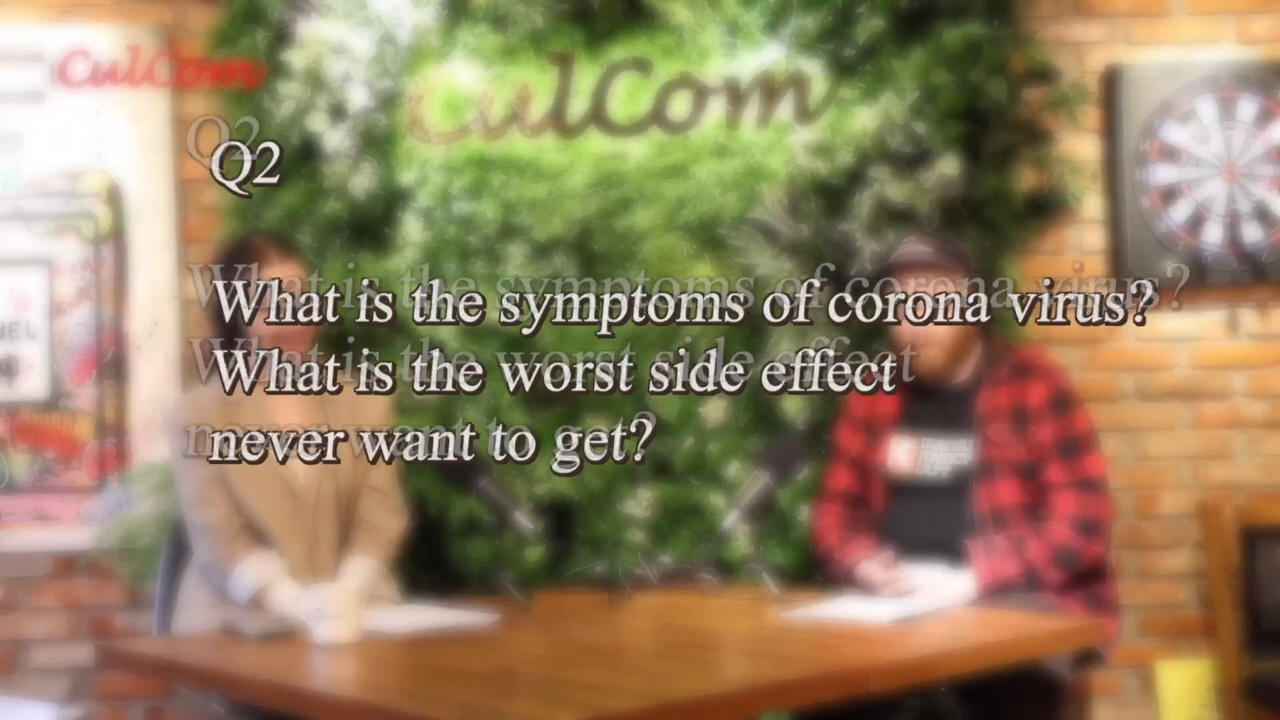 CulCom
CulCom
Q2
What is the symptoms of corona virus?
What is the worst side effect
never want to get?